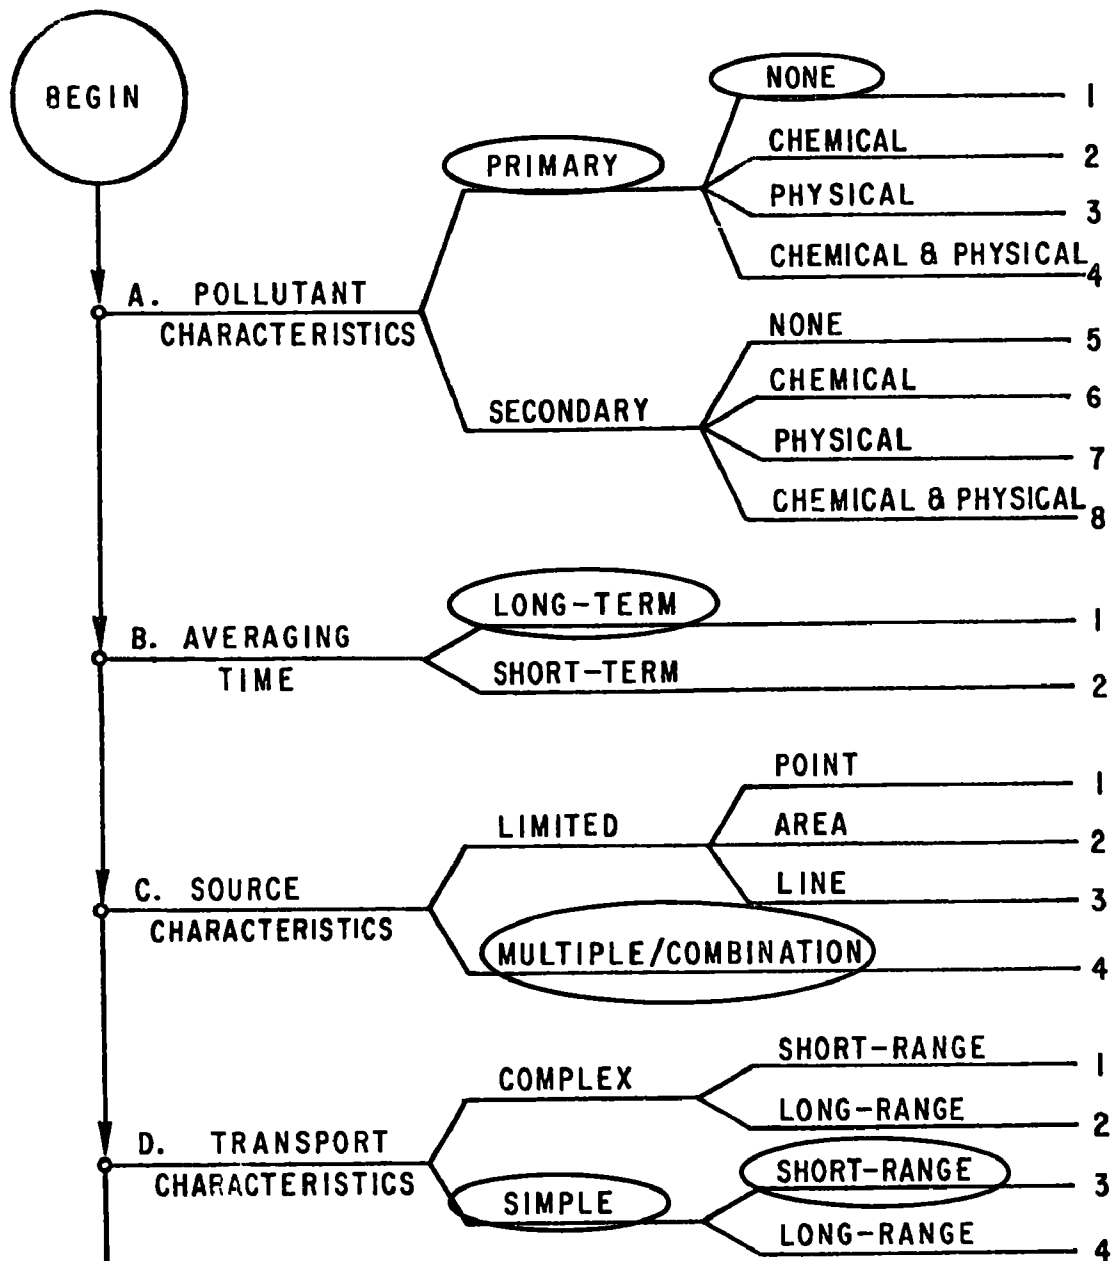 BEGIN
NONE 1
CHEMICAL 2
PRIMARY
PHYSICAL 3
CHEMICAL & PHYSICAL 4
A. POLLUTANT
CHARACTERISTICS
NONE 5
CHEMICAL 6
SECONDARY
PHYSICAL 7
CHEMICAL & PHYSICAL 8
LONG-TERM 1
B. AVERAGING
TIME
SHORT-TERM 2
POINT 1
LIMITED
AREA 2
LINE 3
C. SOURCE
CHARACTERISTICS
MULTIPLE/COMBINATION 4
SHORT-RANGE 1
COMPLEX
LONG-RANGE 2
D. TRANSPORT
CHARACTERISTICS
SHORT-RANGE 3
SIMPLE
LONG-RANGE 4